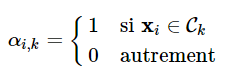 α_{i,k} = { 1 si 𝐱_i ∈ 𝒞_k
0 autrement